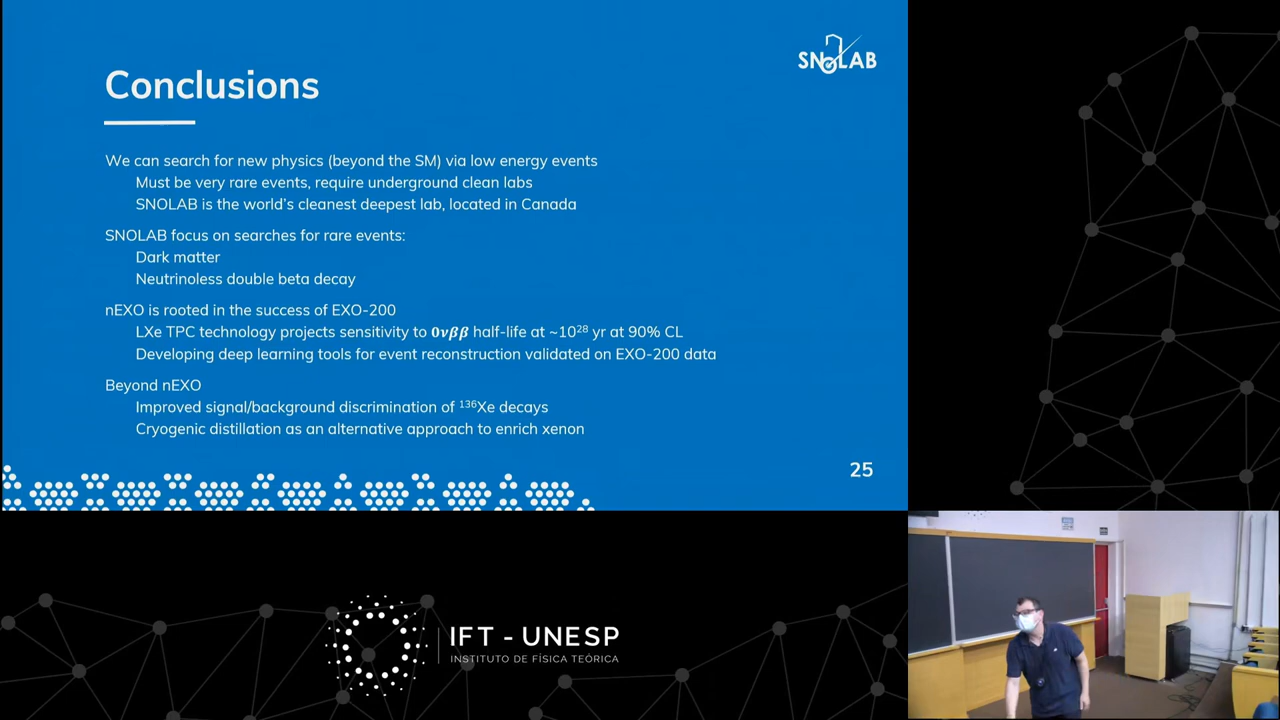 SNOLAB
Conclusions
We can search for new physics (beyond the SM) via low energy events
Must be very rare events, require underground clean labs
SNOLAB is the world's cleanest deepest lab, located in Canada
SNOLAB focus on searches for rare events:
Dark matter
Neutrinoless double beta decay
nEXO is rooted in the success of EXO-200
LXe TPC technology projects sensitivity to 0νββ half-life at ~10²⁸ yr at 90% CL
Developing deep learning tools for event reconstruction validated on EXO-200 data
Beyond nEXO
Improved signal/background discrimination of ¹³⁶Xe decays
Cryogenic distillation as an alternative approach to enrich xenon
25
IFT - UNESP
INSTITUTO DE FÍSICA TEÓRICA